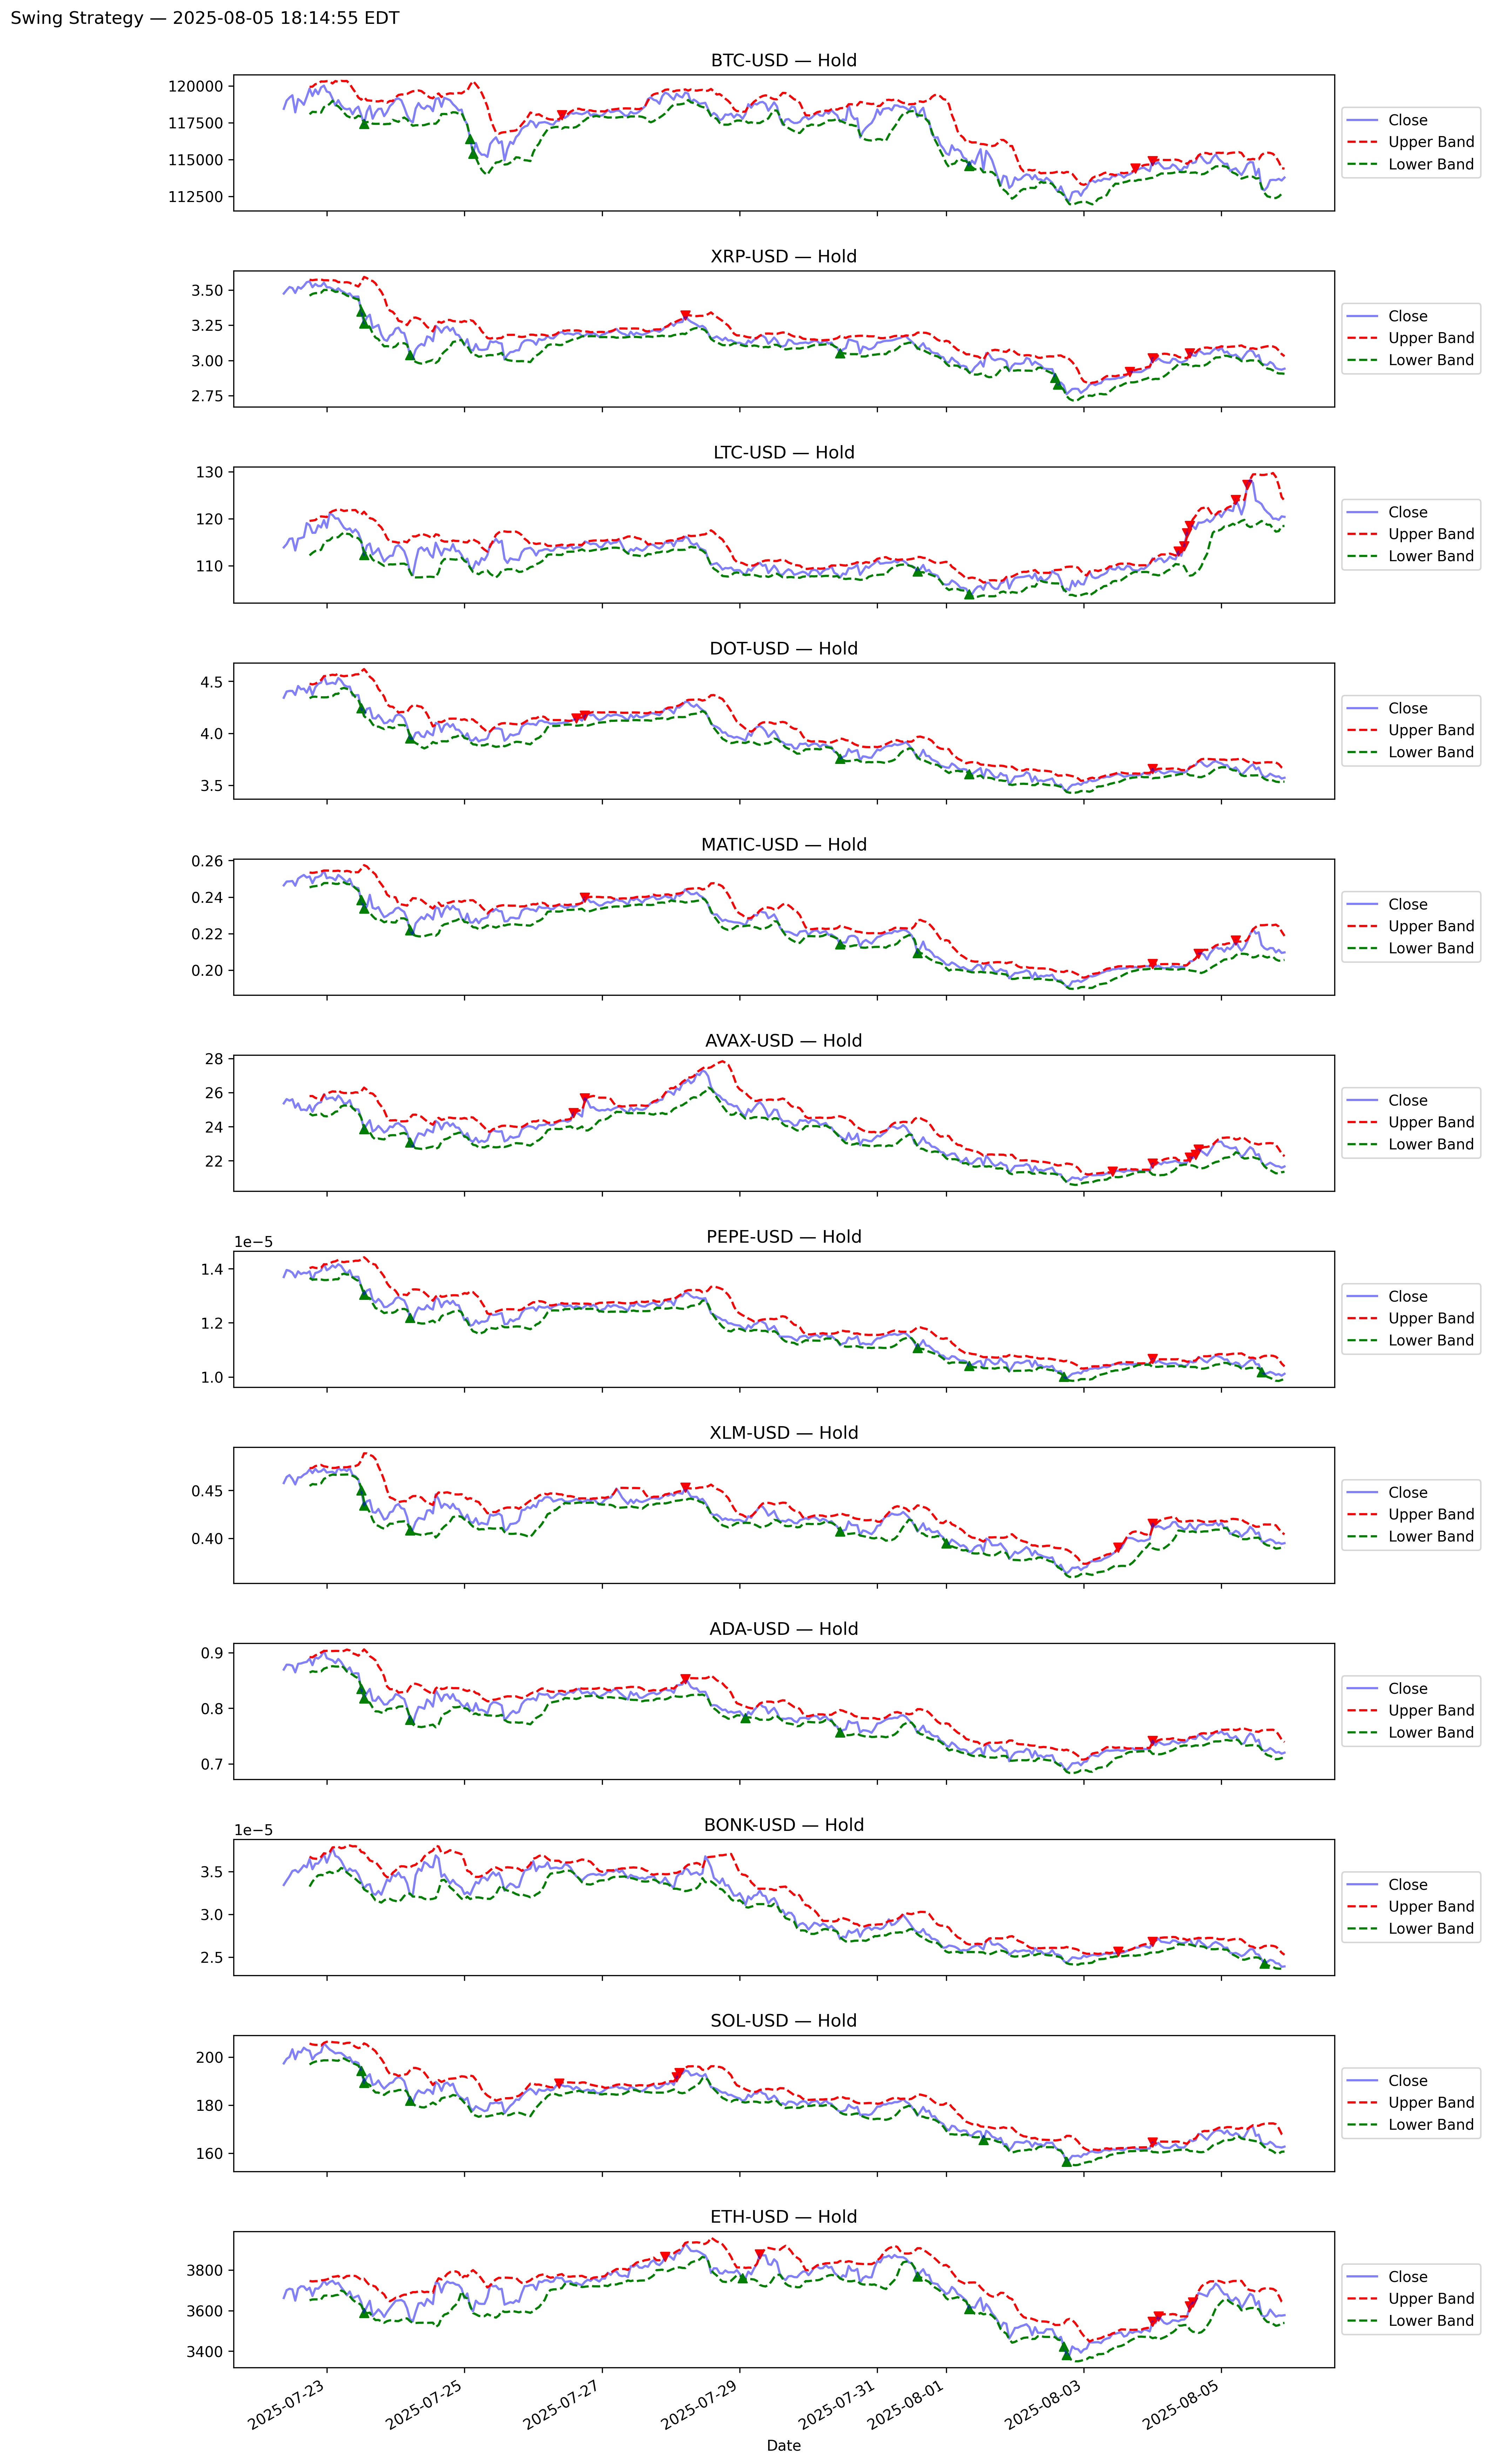 Swing Strategy — 2025-08-05 18:14:55 EDT
BTC-USD — Hold
120000
117500
115000
112500
Close
Upper Band
Lower Band
XRP-USD — Hold
3.50
3.25
3.00
2.75
Close
Upper Band
Lower Band
LTC-USD — Hold
130
120
110
Close
Upper Band
Lower Band
DOT-USD — Hold
4.5
4.0
3.5
Close
Upper Band
Lower Band
MATIC-USD — Hold
0.26
0.24
0.22
0.20
Close
Upper Band
Lower Band
AVAX-USD — Hold
28
26
24
22
Close
Upper Band
Lower Band
PEPE-USD — Hold
1e−5
1.4
1.2
1.0
Close
Upper Band
Lower Band
XLM-USD — Hold
0.45
0.40
Close
Upper Band
Lower Band
ADA-USD — Hold
0.9
0.8
0.7
Close
Upper Band
Lower Band
BONK-USD — Hold
1e−5
3.5
3.0
2.5
Close
Upper Band
Lower Band
SOL-USD — Hold
200
180
160
Close
Upper Band
Lower Band
ETH-USD — Hold
3800
3600
3400
Close
Upper Band
Lower Band
2025-07-23
2025-07-25
2025-07-27
2025-07-29
2025-07-31
2025-08-01
2025-08-03
2025-08-05
Date